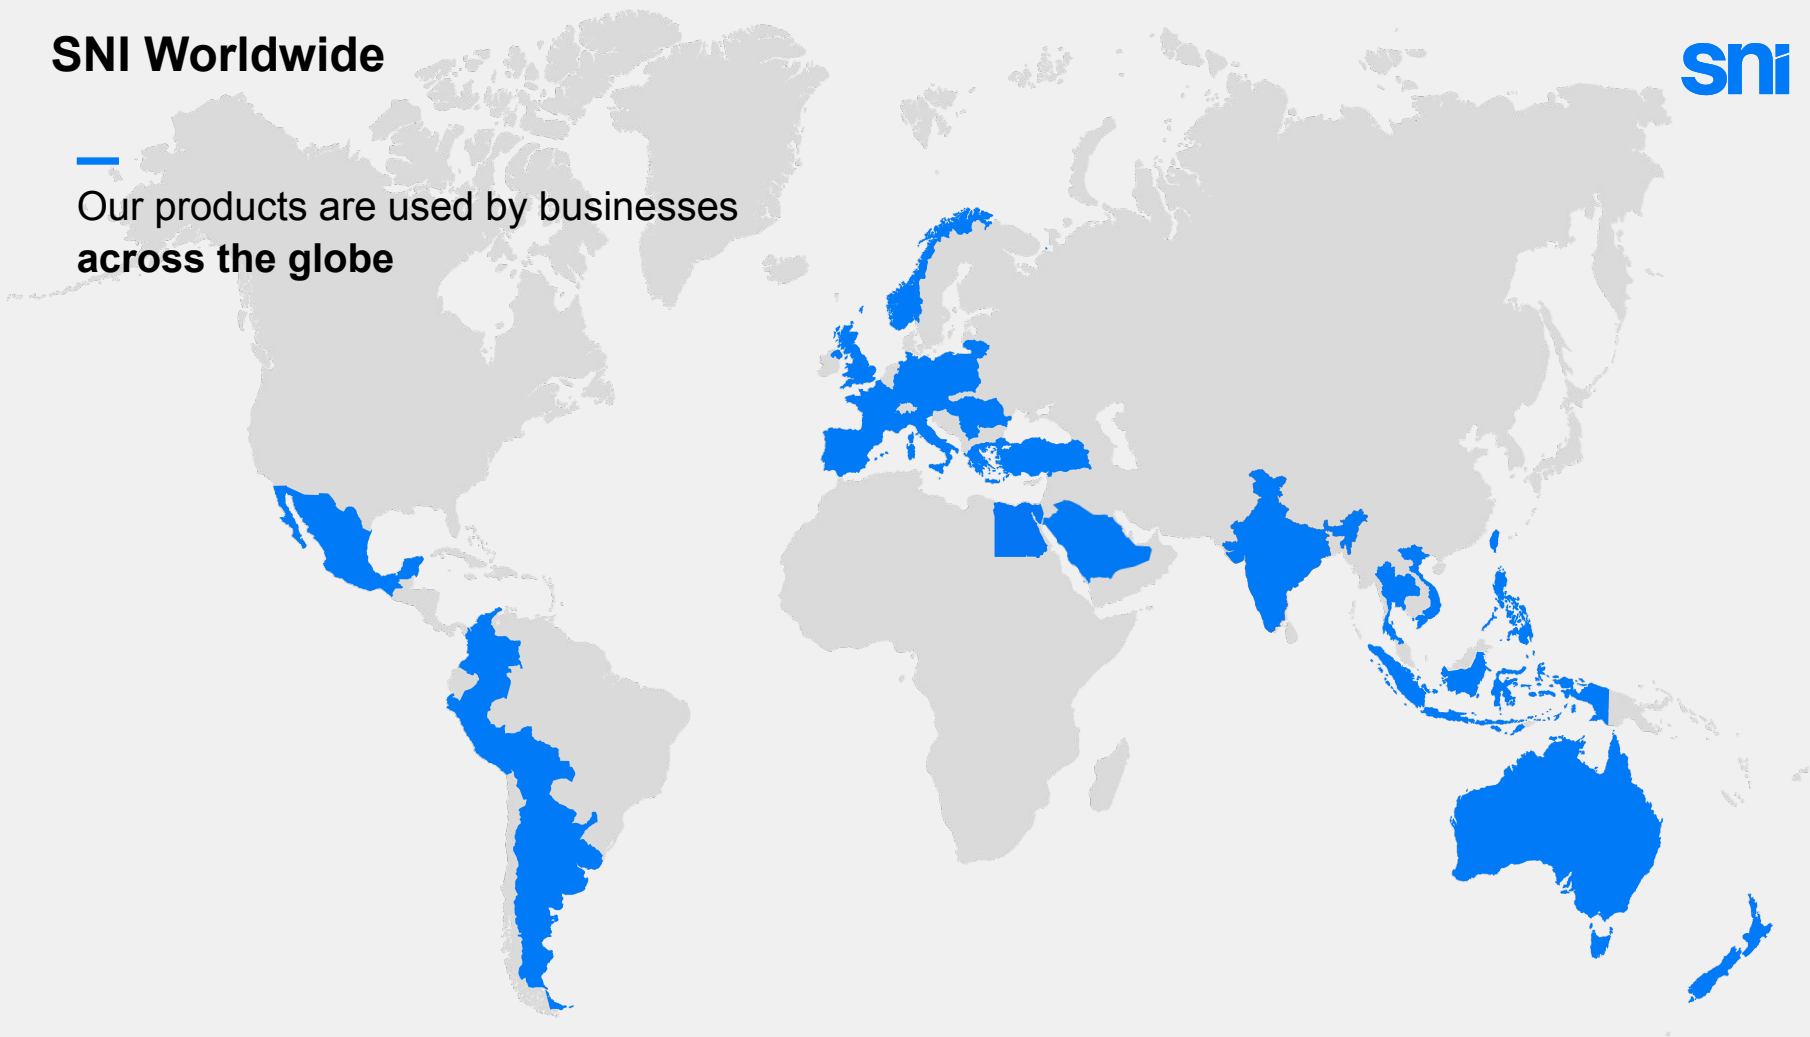 SNI Worldwide
sni
Our products are used by businesses
across the globe